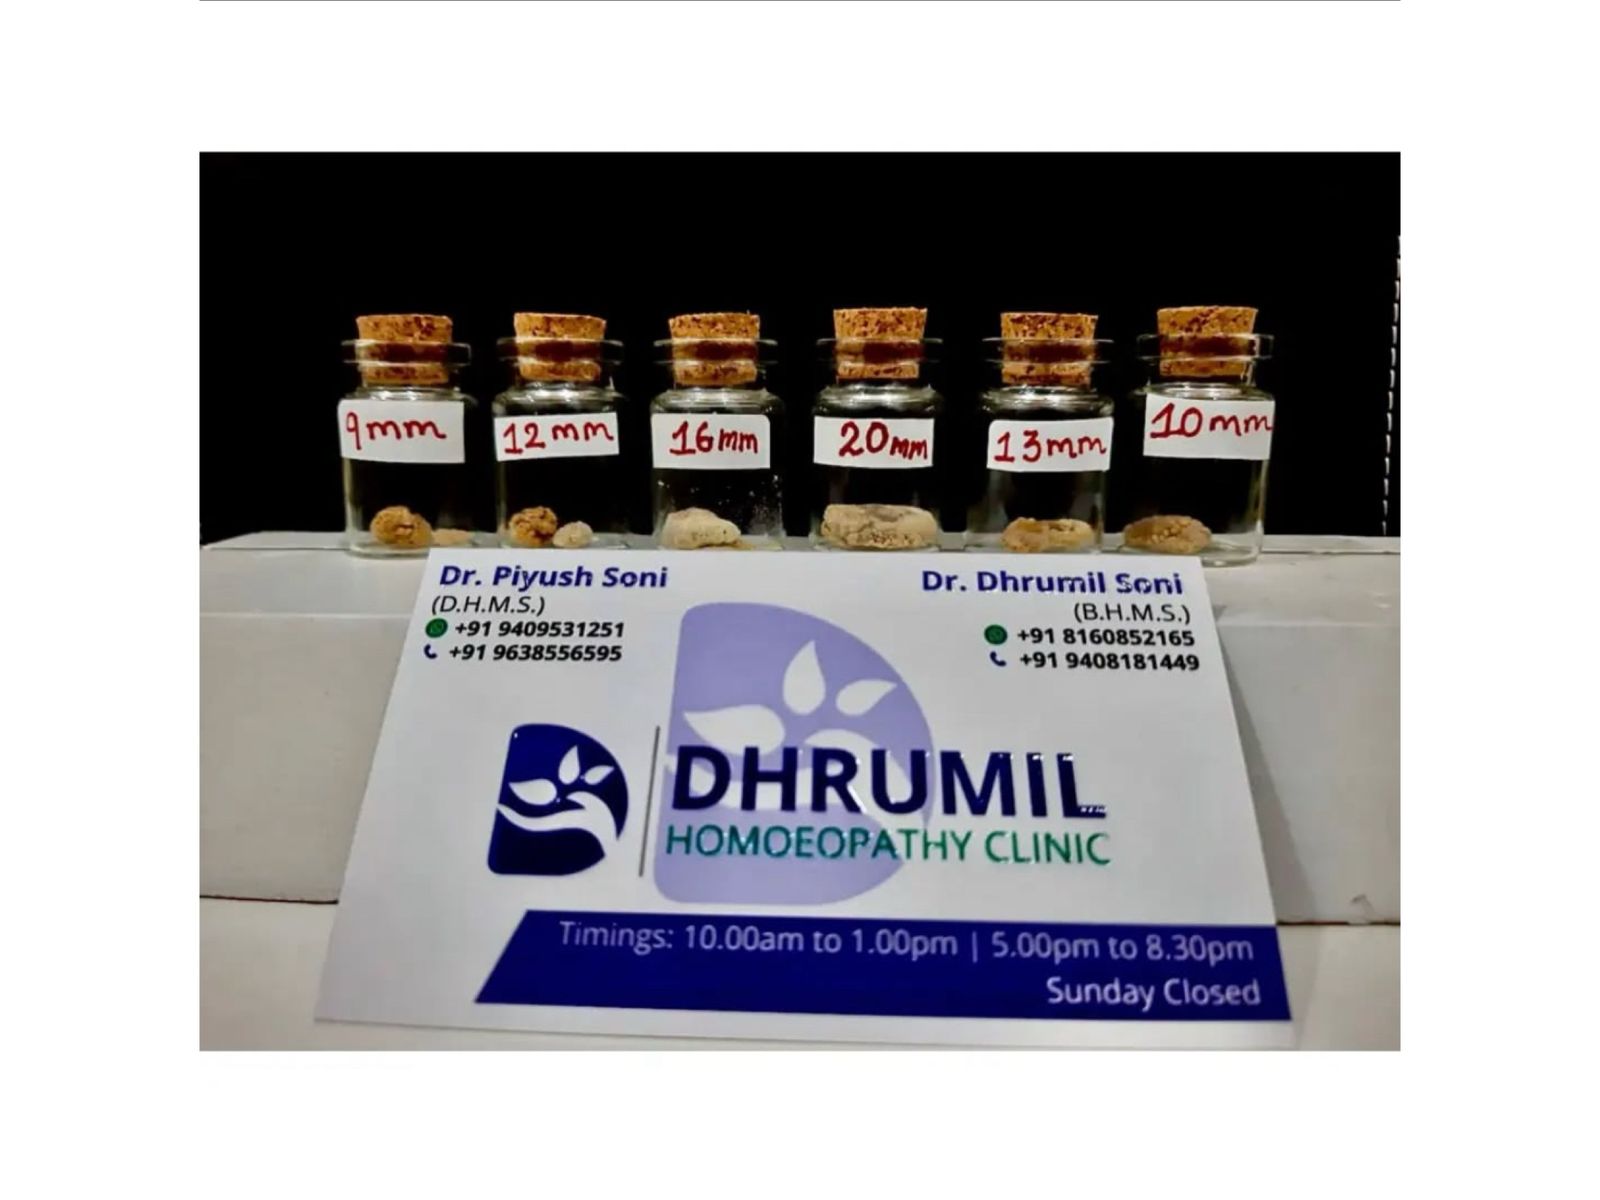 9mm
12mm
16mm
20mm
13mm
10mm
Dr. Piyush Soni
(D.H.M.S.)
+91 9409531251
+91 9638556595
Dr. Dhrumil Soni
(B.H.M.S.)
+91 8160852165
+91 9408181449
DHRUMIL
HOMOEOPATHY CLINIC
Timings: 10.00am to 1.00pm | 5.00pm to 8.30pm
Sunday Closed